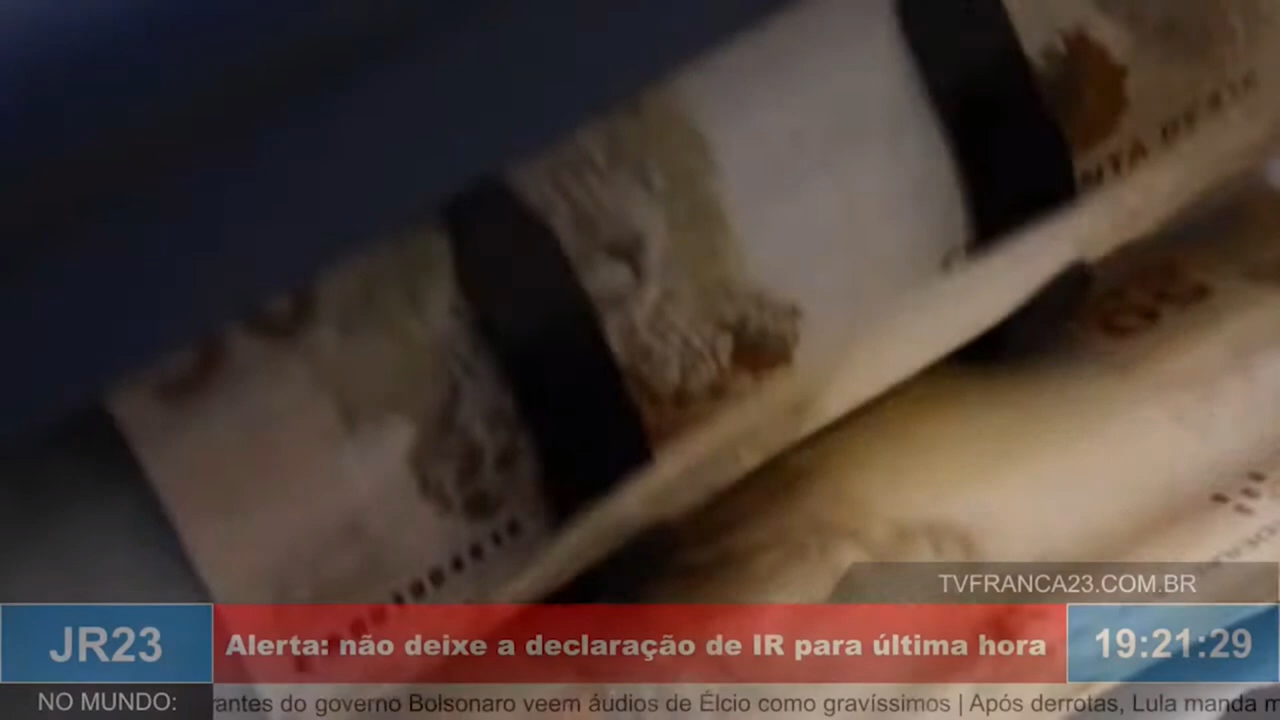 TVFRANCA23.COM.BR
JR23
Alerta: não deixe a declaração de IR para última hora
19:21:29
NO MUNDO:
antes do governo Bolsonaro veem áudios de Élcio como gravíssimos | Após derrotas, Lula manda